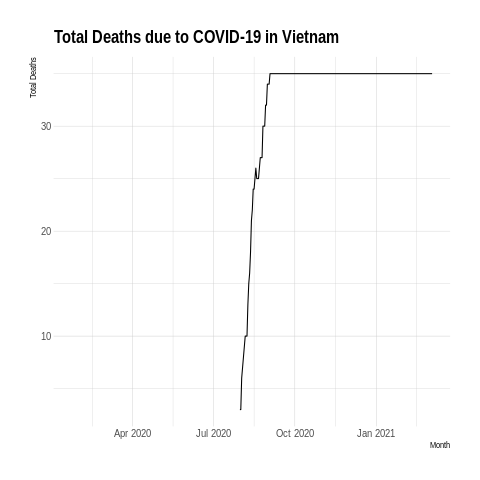 Total Deaths due to COVID-19 in Vietnam
Total Deaths
30
20
10
Apr 2020 Jul 2020 Oct 2020 Jan 2021
Month